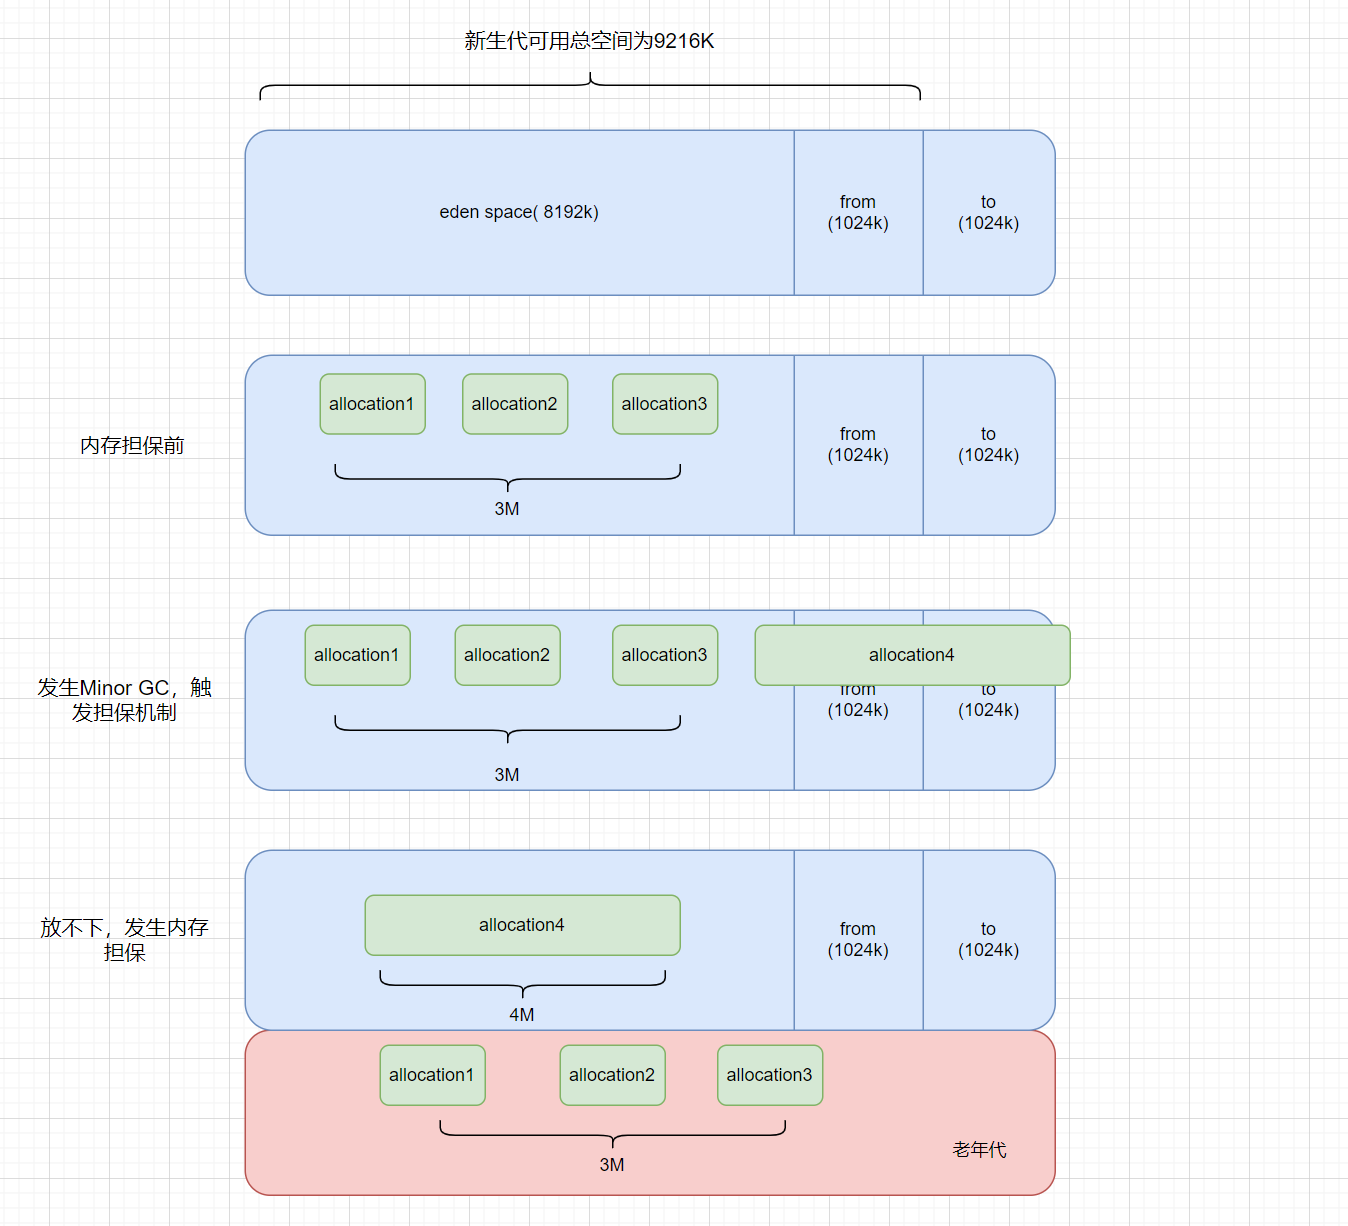 新生代可用总空间为9216K
eden space( 8192k)
from
(1024k)
to
(1024k)
内存担保前
allocation1
allocation2
allocation3
3M
from
(1024k)
to
(1024k)
发生Minor GC，触
发担保机制
allocation1
allocation2
allocation3
allocation4
3M
from
(1024k)
to
(1024k)
放不下，发生内存
担保
allocation4
4M
from
(1024k)
to
(1024k)
allocation1
allocation2
allocation3
3M
老年代